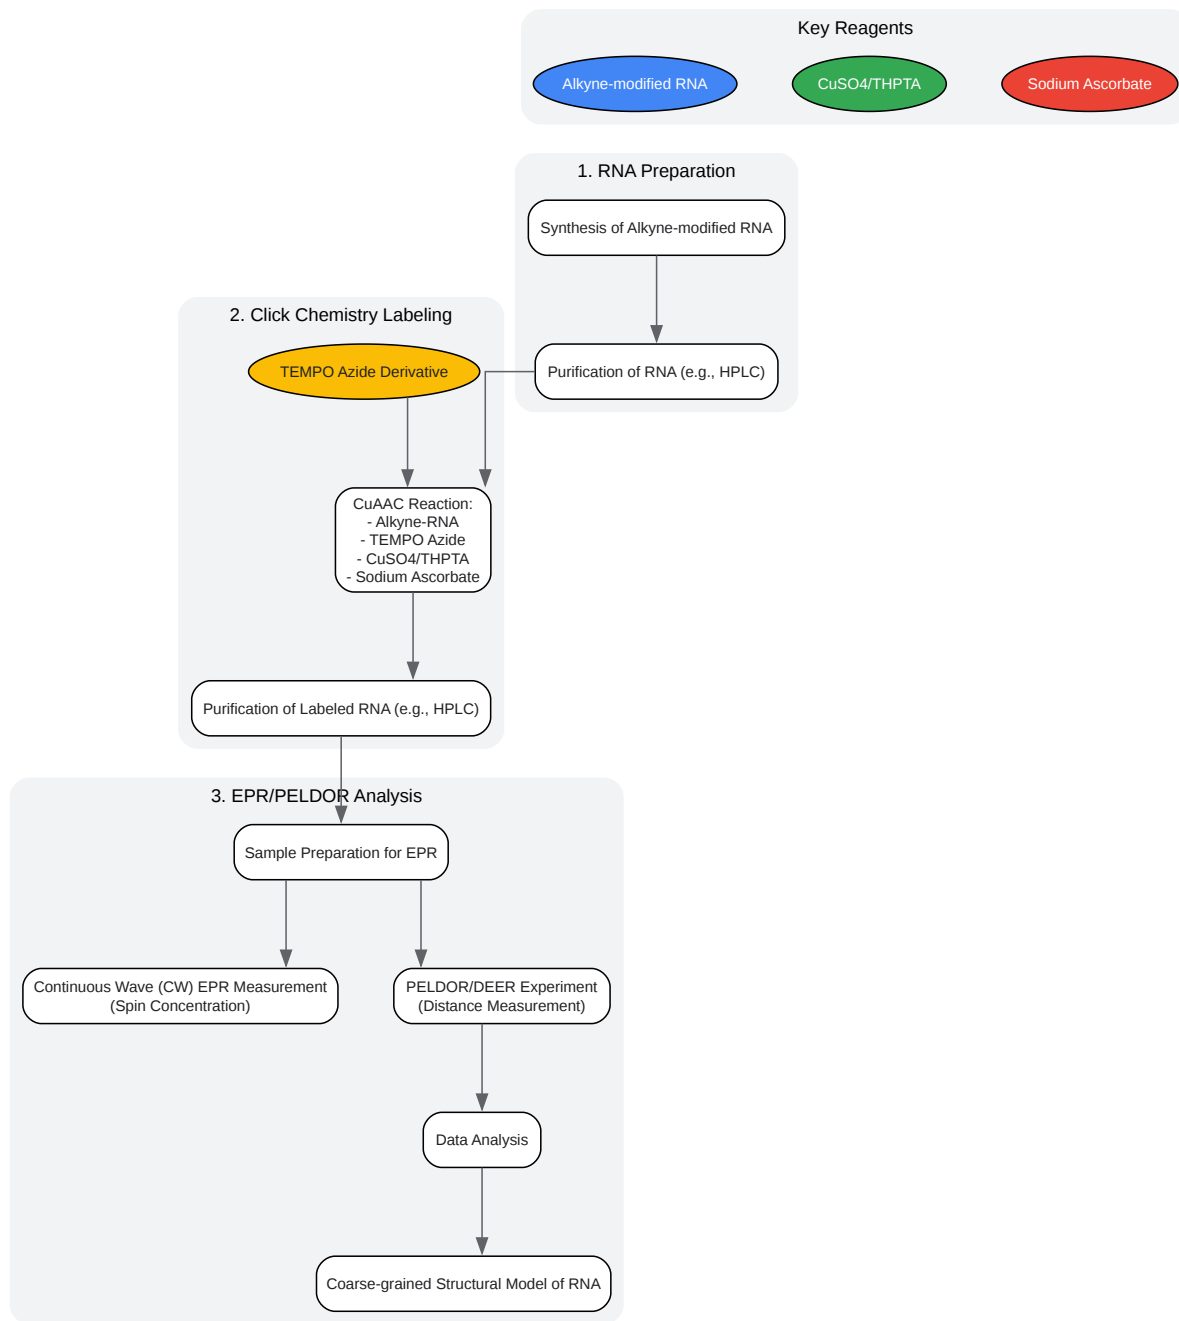 Key Reagents
Alkyne-modified RNA
CuSO4/THPTA
Sodium Ascorbate
1. RNA Preparation
Synthesis of Alkyne-modified RNA
Purification of RNA (e.g., HPLC)
2. Click Chemistry Labeling
TEMPO Azide Derivative
CuAAC Reaction:
- Alkyne-RNA
- TEMPO Azide
- CuSO4/THPTA
- Sodium Ascorbate
Purification of Labeled RNA (e.g., HPLC)
3. EPR/PELDOR Analysis
Sample Preparation for EPR
Continuous Wave (CW) EPR Measurement
(Spin Concentration)
PELDOR/DEER Experiment
(Distance Measurement)
Data Analysis
Coarse-grained Structural Model of RNA